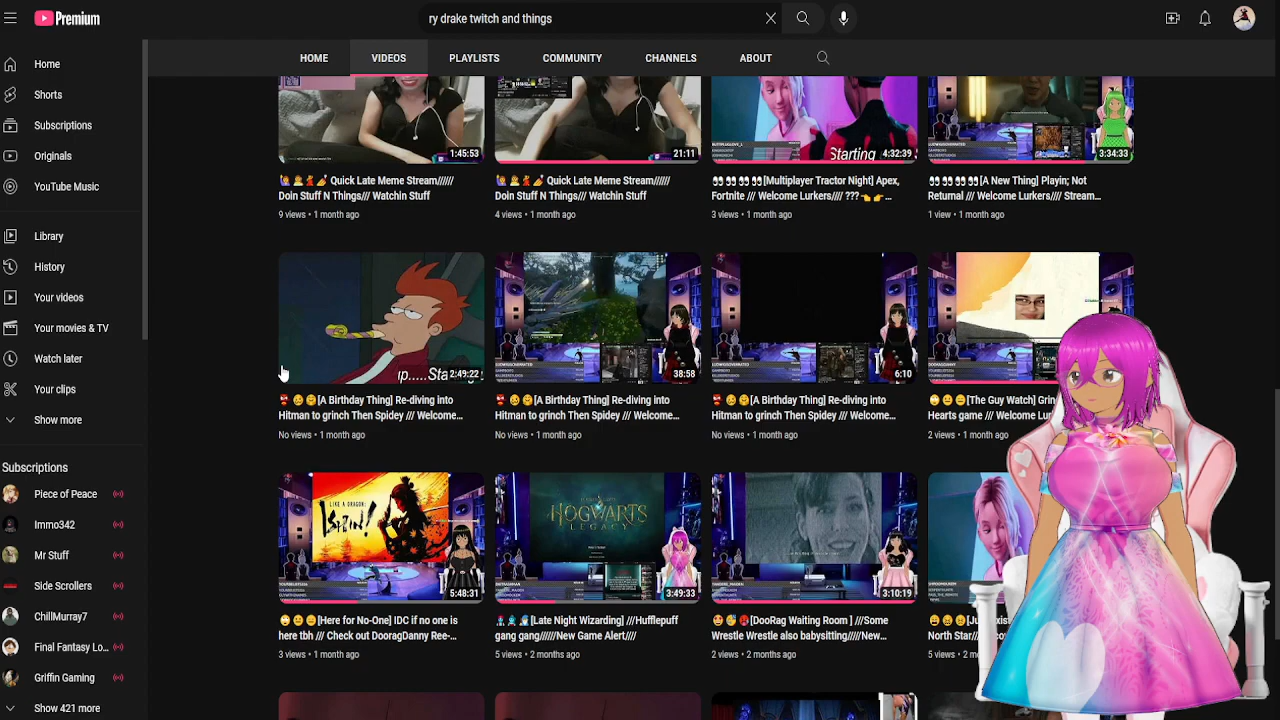 Premium
ry drake twitch and things
HOME VIDEOS PLAYLISTS COMMUNITY CHANNELS ABOUT
Home
Shorts
Subscriptions
Originals
YouTube Music
Library
History
Your videos
Your movies & TV
Watch later
Your clips
Show more
Subscriptions
Piece of Peace
Immo342
Mr Stuff
Side Scrollers
ChillMurray7
Final Fantasy Lo...
Griffin Gaming
Show 421 more
1:45:53
🙋🤦🧟💅 Quick Late Meme Stream//////
Doin Stuff N Things/// Watchin Stuff
9 views • 1 month ago
21:11
Quick Late Meme Stream//////
Doin Stuff N Things/// Watchin Stuff
4 views • 1 month ago
Starting
4:32:39
👀👀👀👀[Multiplayer Tractor Night] Apex,
Fortnite /// Welcome Lurkers//// ???👈👉...
3 views • 1 month ago
3:34:33
👀👀👀👀[A New Thing] Playin; Not
Returnal /// Welcome Lurkers//// Stream...
1 view • 1 month ago
up.....Sta
2:49:22
[A Birthday Thing] Re-diving into
Hitman to grinch Then Spidey /// Welcome...
No views • 1 month ago
38:58
[A Birthday Thing] Re-diving into
Hitman to grinch Then Spidey /// Welcome...
No views • 1 month ago
6:10
[A Birthday Thing] Re-diving into
Hitman to grinch Then Spidey /// Welcome...
No views • 1 month ago
[The Guy Watch] Grin
Hearts game /// Welcome Lu
2 views • 1 month
LIKE A DRAGON:
ISHIN!
5:48:31
[Here for No-One] IDC if no one is
here tbh /// Check out DooragDanny Ree-...
3 views • 1 month ago
HOGWARTS
LEGACY
3:49:33
[Late Night Wizarding] /Hufflepuff
gang gang//////New Game Alert////
5 views • 2 months ago
3:10:19
[DooRag Waiting Room ] ///Some
Wrestle Wrestle also babysitting/////New...
2 views • 2 months ago
North Star///
5 views • 2 mo